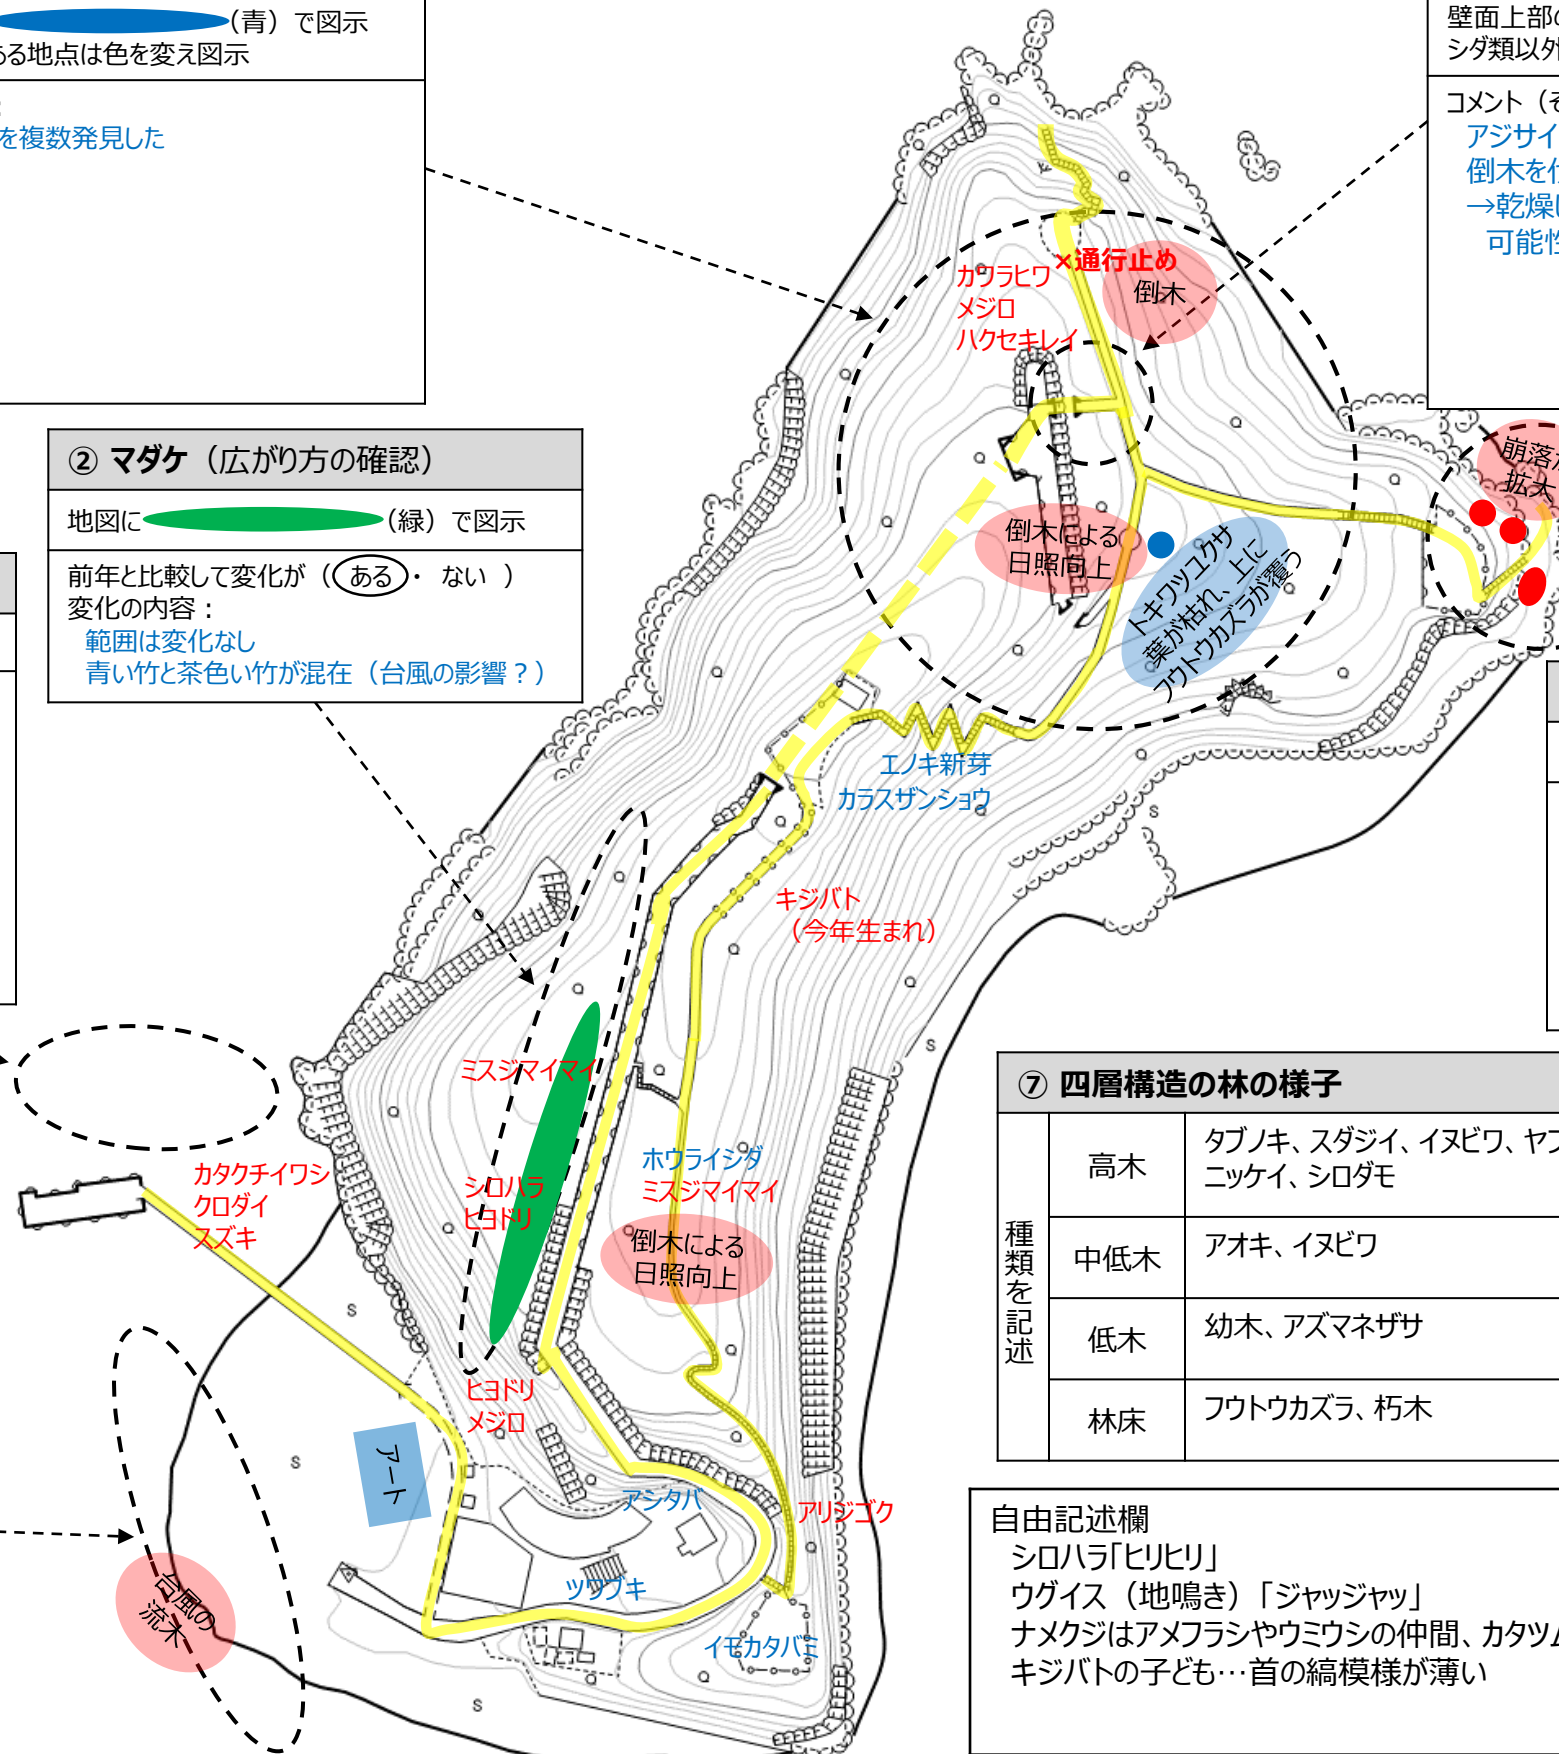 (青)で図示
ある地点は色を変え図示
を複数発見した
② マダケ(広がり方の確認)
地図に(緑)で図示
前年と比較して変化が(ある・ない)
変化の内容:
範囲は変化なし
青い竹と茶色い竹が混在(台風の影響?)
壁面上部の
シダ類以外
コメント(そ
アジサイ
倒木を
→乾燥
可能性
×通行止め
倒木
カワラヒワ
メジロ
ハクセキレイ
崩落が
拡大
倒木による
日照向上
トキワツユクサ
葉が枯れ、上に
フウトウカズラが覆う
エノキ新芽
カラスザンショウ
キジバト
(今年生まれ)
ミスジマイマイ
シロハラ
ヒヨドリ
ホウライシダ
ミスジマイマイ
倒木による
日照向上
カタクチイワシ
クロダイ
スズキ
ヒヨドリ
メジロ
アート
アシタバ
アリジゴク
ツワブキ
イモカタバミ
台風の
流木
S
S
S
S
S
⑦ 四層構造の林の様子
種類を記述
高木
タブノキ、スダジイ、イヌビワ、ヤブ
ニッケイ、シロダモ
中低木
アオキ、イヌビワ
低木
幼木、アズマネザサ
林床
フウトウカズラ、朽木
自由記述欄
シロハラ「ヒリヒリ」
ウグイス(地鳴き)「ジャッジャッ」
ナメクジはアメフラシやウミウシの仲間、カタツム
キジバトの子ども…首の縞模様が薄い